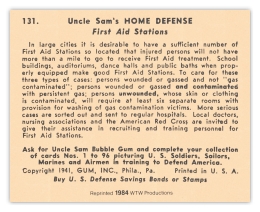 131. Uncle Sam's HOME DEFENSE
First Aid Stations
In large cities it is desirable to have a sufficient number of
First Aid Stations so located that injured persons will not have
more than a mile to go to receive First Aid treatment. School
buildings, auditoriums, dance halls and public baths when prop-
erly equipped make good First Aid Stations. To care for these
three types of cases: persons wounded or gassed and not "gas
contaminated"; persons wounded or gassed and contaminated
with persistent gas; persons unwounded, whose skin or clothing
is contaminated, will require at least six separate rooms with
provision for washing of gas contamination victims. More serious
cases are sorted out and sent to regular hospitals. Local doctors,
nursing associations and the American Red Cross are invited to
give their assistance in recruiting and training personnel for
First Aid Stations.
Ask for Uncle Sam Bubble Gum and complete your collection
of cards Nos. 1 to 96 picturing U. S. Soldiers, Sailors,
Marines and Airmen in training to Defend America.
Copyright 1941, GUM, INC., Phila., Pa. Printed in U. S. A.
Buy U. S. Defense Savings Bonds or Stamps
Reprinted 1984 WTW Productions